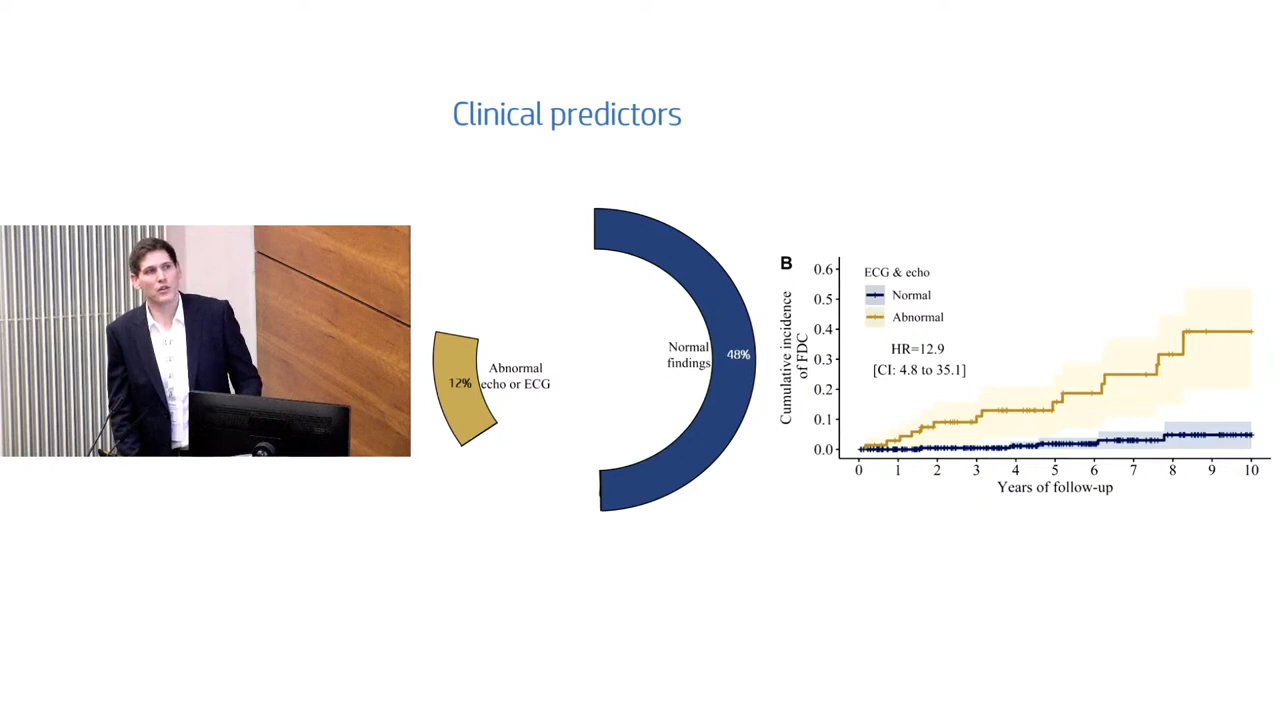 Clinical predictors
12%
Abnormal
echo or ECG
Normal
findings
48%
B
ECG & echo
Normal
Abnormal
HR=12.9
[CI: 4.8 to 35.1]
Cumulative incidence
of FDC
0.6
0.5
0.4
0.3
0.2
0.1
0.0
0 1 2 3 4 5 6 7 8 9 10
Years of follow-up